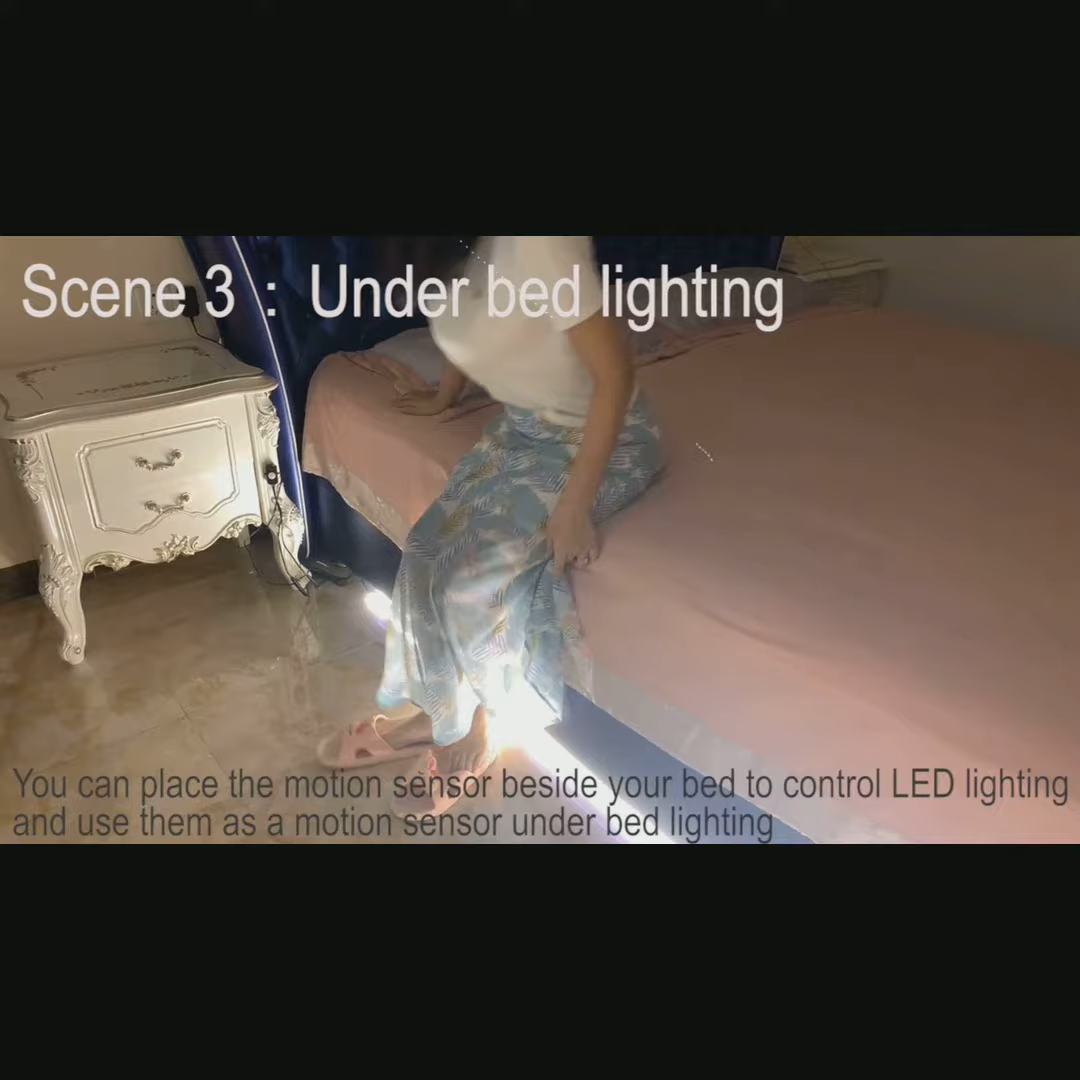 Scene 3 : Under bed lighting
You can place the motion sensor beside your bed to control LED lighting
and use them as a motion sensor under bed lighting